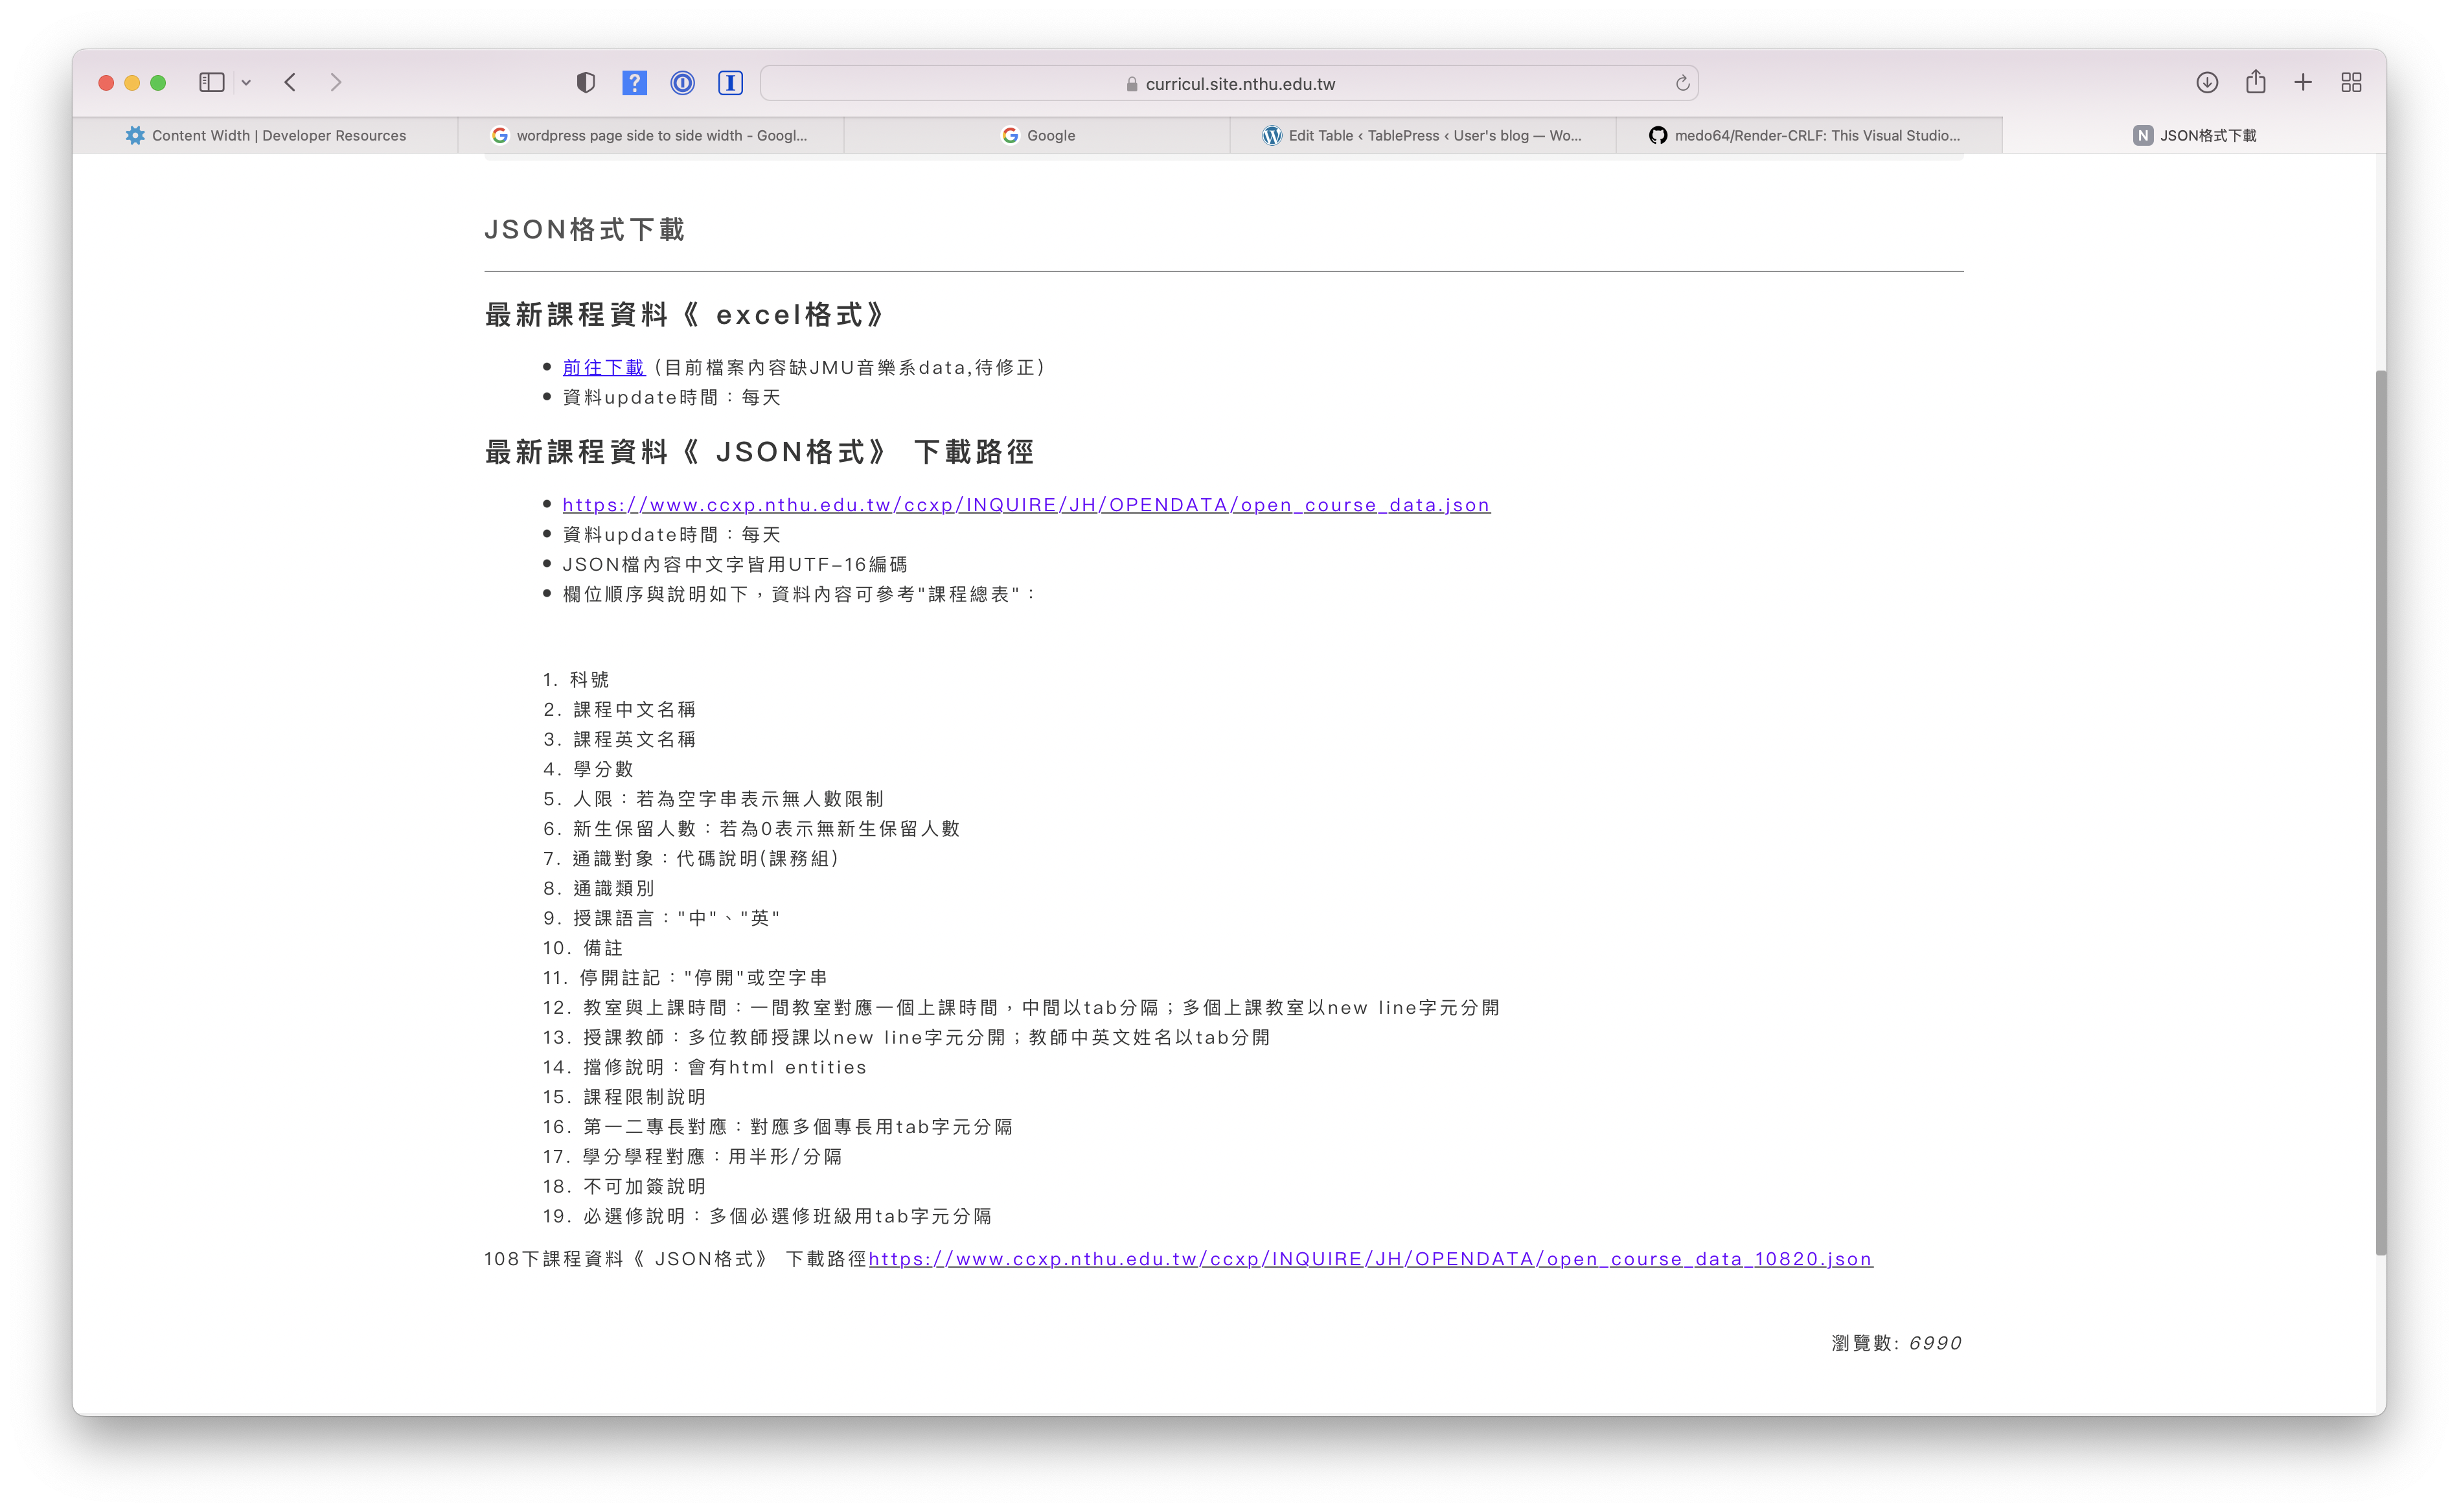 curricul.site.nthu.edu.tw
Content Width | Developer Resources
wordpress page side to side width - Googl...
Google
Edit Table ‹ TablePress ‹ User's blog — Wo...
medo64/Render-CRLF: This Visual Studio...
N JSON格式下載
JSON格式下載
最新課程資料《 excel格式》
• 前往下載 (目前檔案內容缺JMU音樂系data,待修正)
• 資料update時間：每天
最新課程資料《 JSON格式》 下載路徑
• https://www.ccxp.nthu.edu.tw/ccxp/INQUIRE/JH/OPENDATA/open_course_data.json
• 資料update時間：每天
• JSON檔內容中文字皆用UTF-16編碼
• 欄位順序與說明如下，資料內容可參考"課程總表"：
1. 科號
2. 課程中文名稱
3. 課程英文名稱
4. 學分數
5. 人限：若為空字串表示無人數限制
6. 新生保留人數：若為0表示無新生保留人數
7. 通識對象：代碼說明(課務組)
8. 通識類別
9. 授課語言："中"、"英"
10. 備註
11. 停開註記："停開"或空字串
12. 教室與上課時間：一間教室對應一個上課時間，中間以tab分隔；多個上課教室以new line字元分開
13. 授課教師：多位教師授課以new line字元分開；教師中英文姓名以tab分開
14. 擋修說明：會有html entities
15. 課程限制說明
16. 第一二專長對應：對應多個專長用tab字元分隔
17. 學分學程對應：用半形/分隔
18. 不可加簽說明
19. 必選修說明：多個必選修班級用tab字元分隔
108下課程資料《 JSON格式》 下載路徑https://www.ccxp.nthu.edu.tw/ccxp/INQUIRE/JH/OPENDATA/open_course_data_10820.json
瀏覽數: 6990